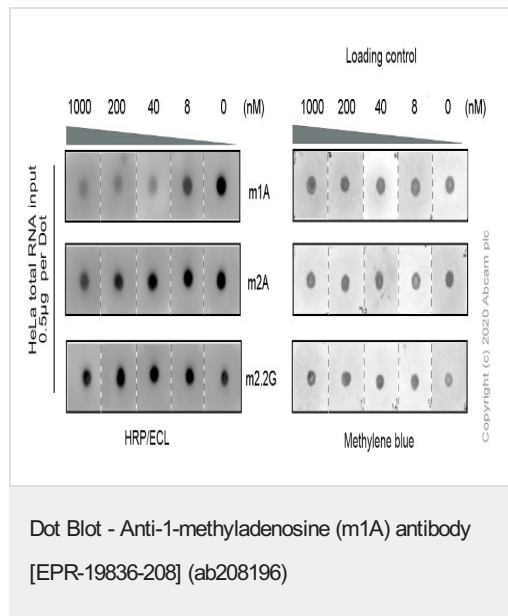 Loading control
1000 200 40 8 0 (nM)
1000 200 40 8 0 (nM)
HeLa total RNA input
0.5µg per Dot
m1A
m2A
m2.2G
HRP/ECL
Methylene blue
Copyright (c) 2020 Abcam plc
Dot Blot - Anti-1-methyladenosine (m1A) antibody
[EPR-19836-208] (ab208196)